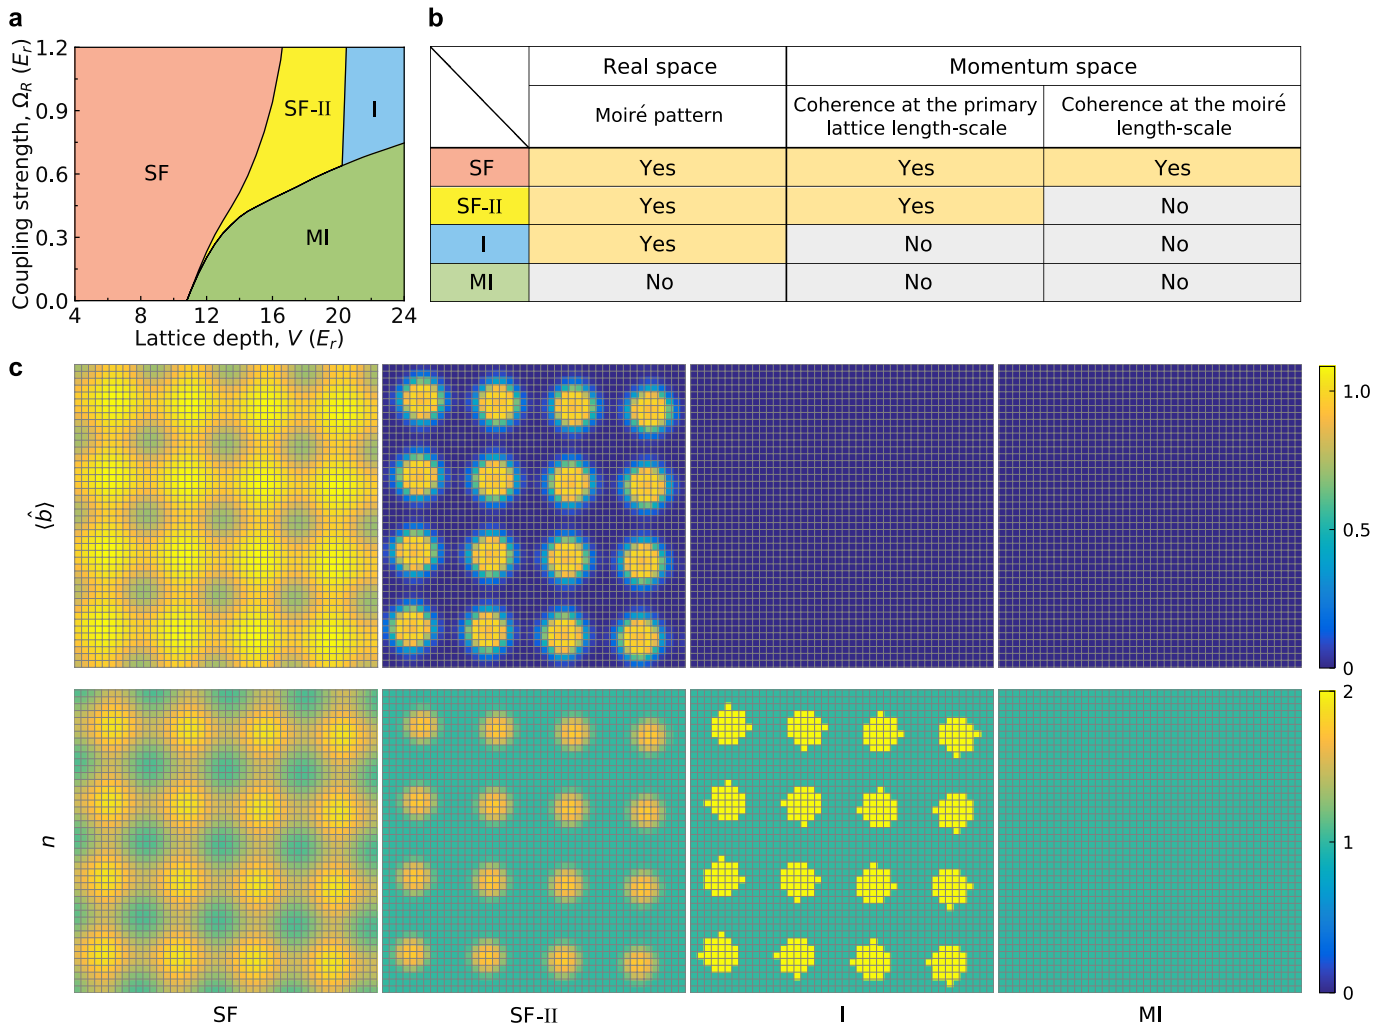 a
Coupling strength, Ω_R (E_r)
1.2
0.9
0.6
0.3
0.0
SF
SF-II
I
MI
4 8 12 16 20 24
Lattice depth, V (E_r)
b
Real space Momentum space
Moiré pattern Coherence at the primary lattice length-scale Coherence at the moiré length-scale
SF Yes Yes Yes
SF-II Yes Yes No
I Yes No No
MI No No No
c
⟨b̂⟩
1.0
0.5
0
n
2
1
0
SF SF-II I MI